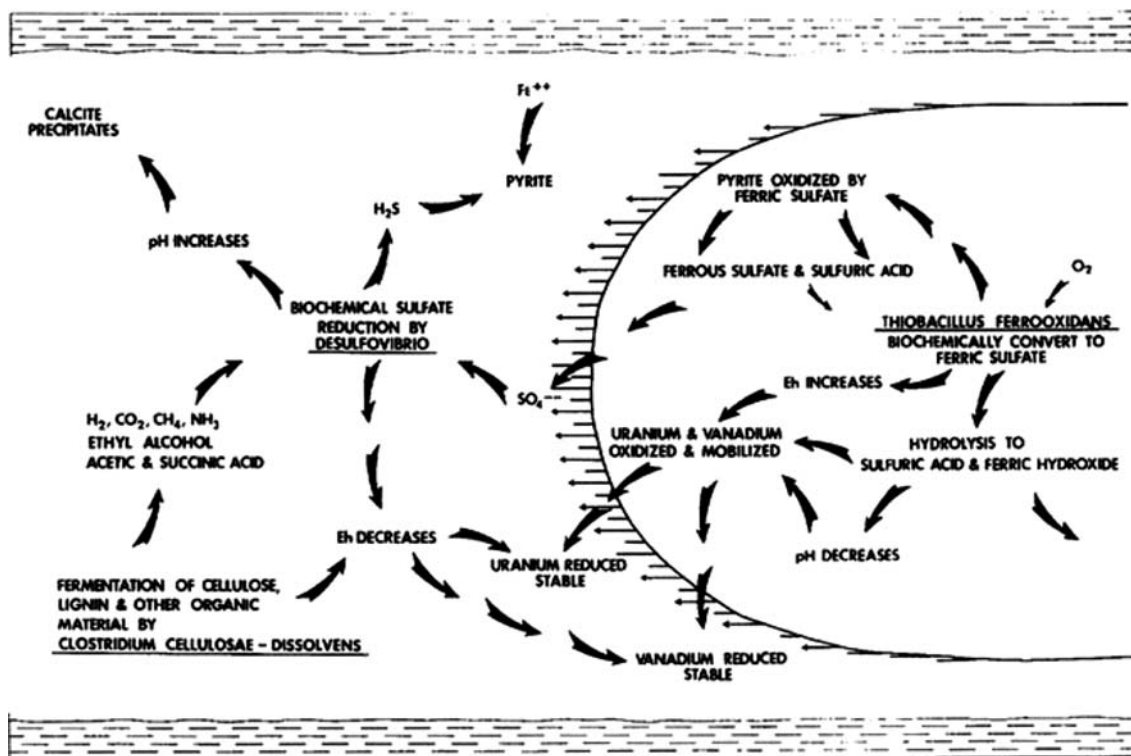 CALCITE
PRECIPITATES
Ft++
PYRITE
H₂S
pH INCREASES
BIOCHEMICAL SULFATE
REDUCTION BY
DESULFOVIBRIO
SO₄--
H₂, CO₂, CH₄, NH₃
ETHYL ALCOHOL
ACETIC & SUCCINIC ACID
Eh DECREASES
FERMENTATION OF CELLULOSE,
LIGNIN & OTHER ORGANIC
MATERIAL BY
CLOSTRIDIUM CELLULOSAE – DISSOLVENS
URANIUM REDUCED
STABLE
VANADIUM REDUCED
STABLE
PYRITE OXIDIZED BY
FERRIC SULFATE
FERROUS SULFATE & SULFURIC ACID
O₂
THIOBACILLUS FERROOXIDANS
BIOCHEMICALLY CONVERT TO
FERRIC SULFATE
Eh INCREASES
URANIUM & VANADIUM
OXIDIZED & MOBILIZED
HYDROLYSIS TO
SULFURIC ACID & FERRIC HYDROXIDE
pH DECREASES